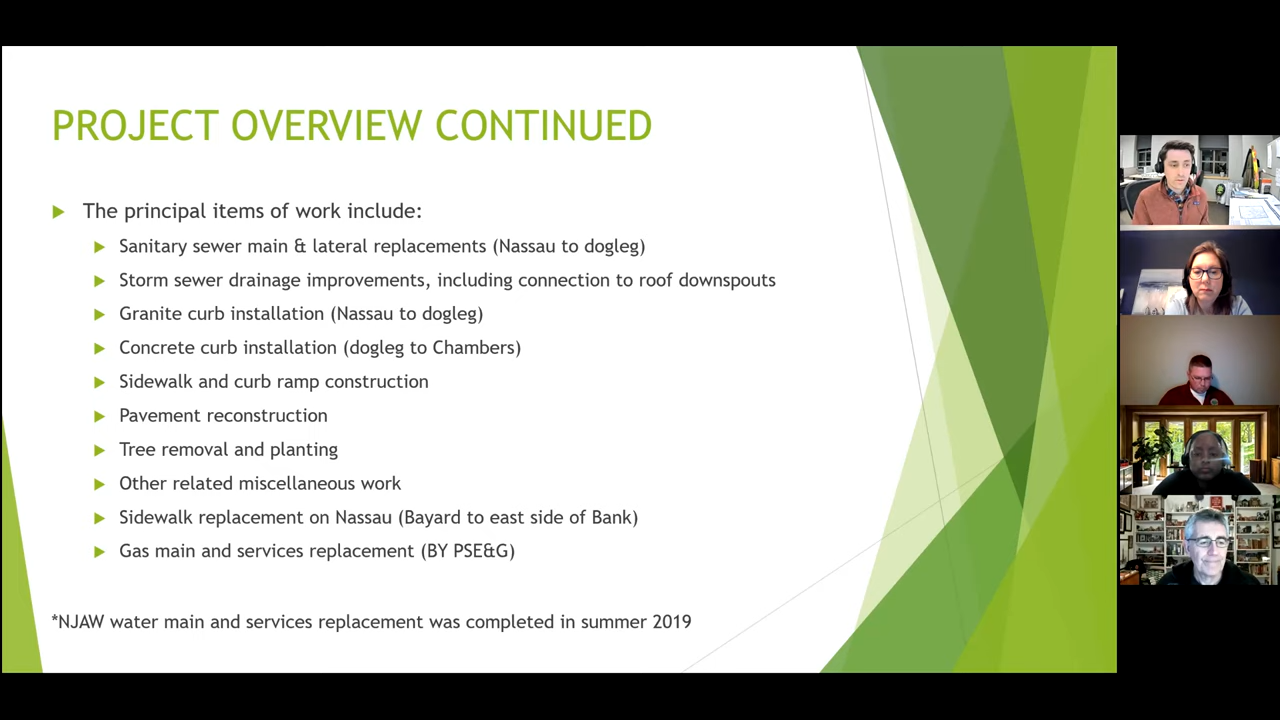 PROJECT OVERVIEW CONTINUED
The principal items of work include:
Sanitary sewer main & lateral replacements (Nassau to dogleg)
Storm sewer drainage improvements, including connection to roof downspouts
Granite curb installation (Nassau to dogleg)
Concrete curb installation (dogleg to Chambers)
Sidewalk and curb ramp construction
Pavement reconstruction
Tree removal and planting
Other related miscellaneous work
Sidewalk replacement on Nassau (Bayard to east side of Bank)
Gas main and services replacement (BY PSE&G)
*NJAW water main and services replacement was completed in summer 2019